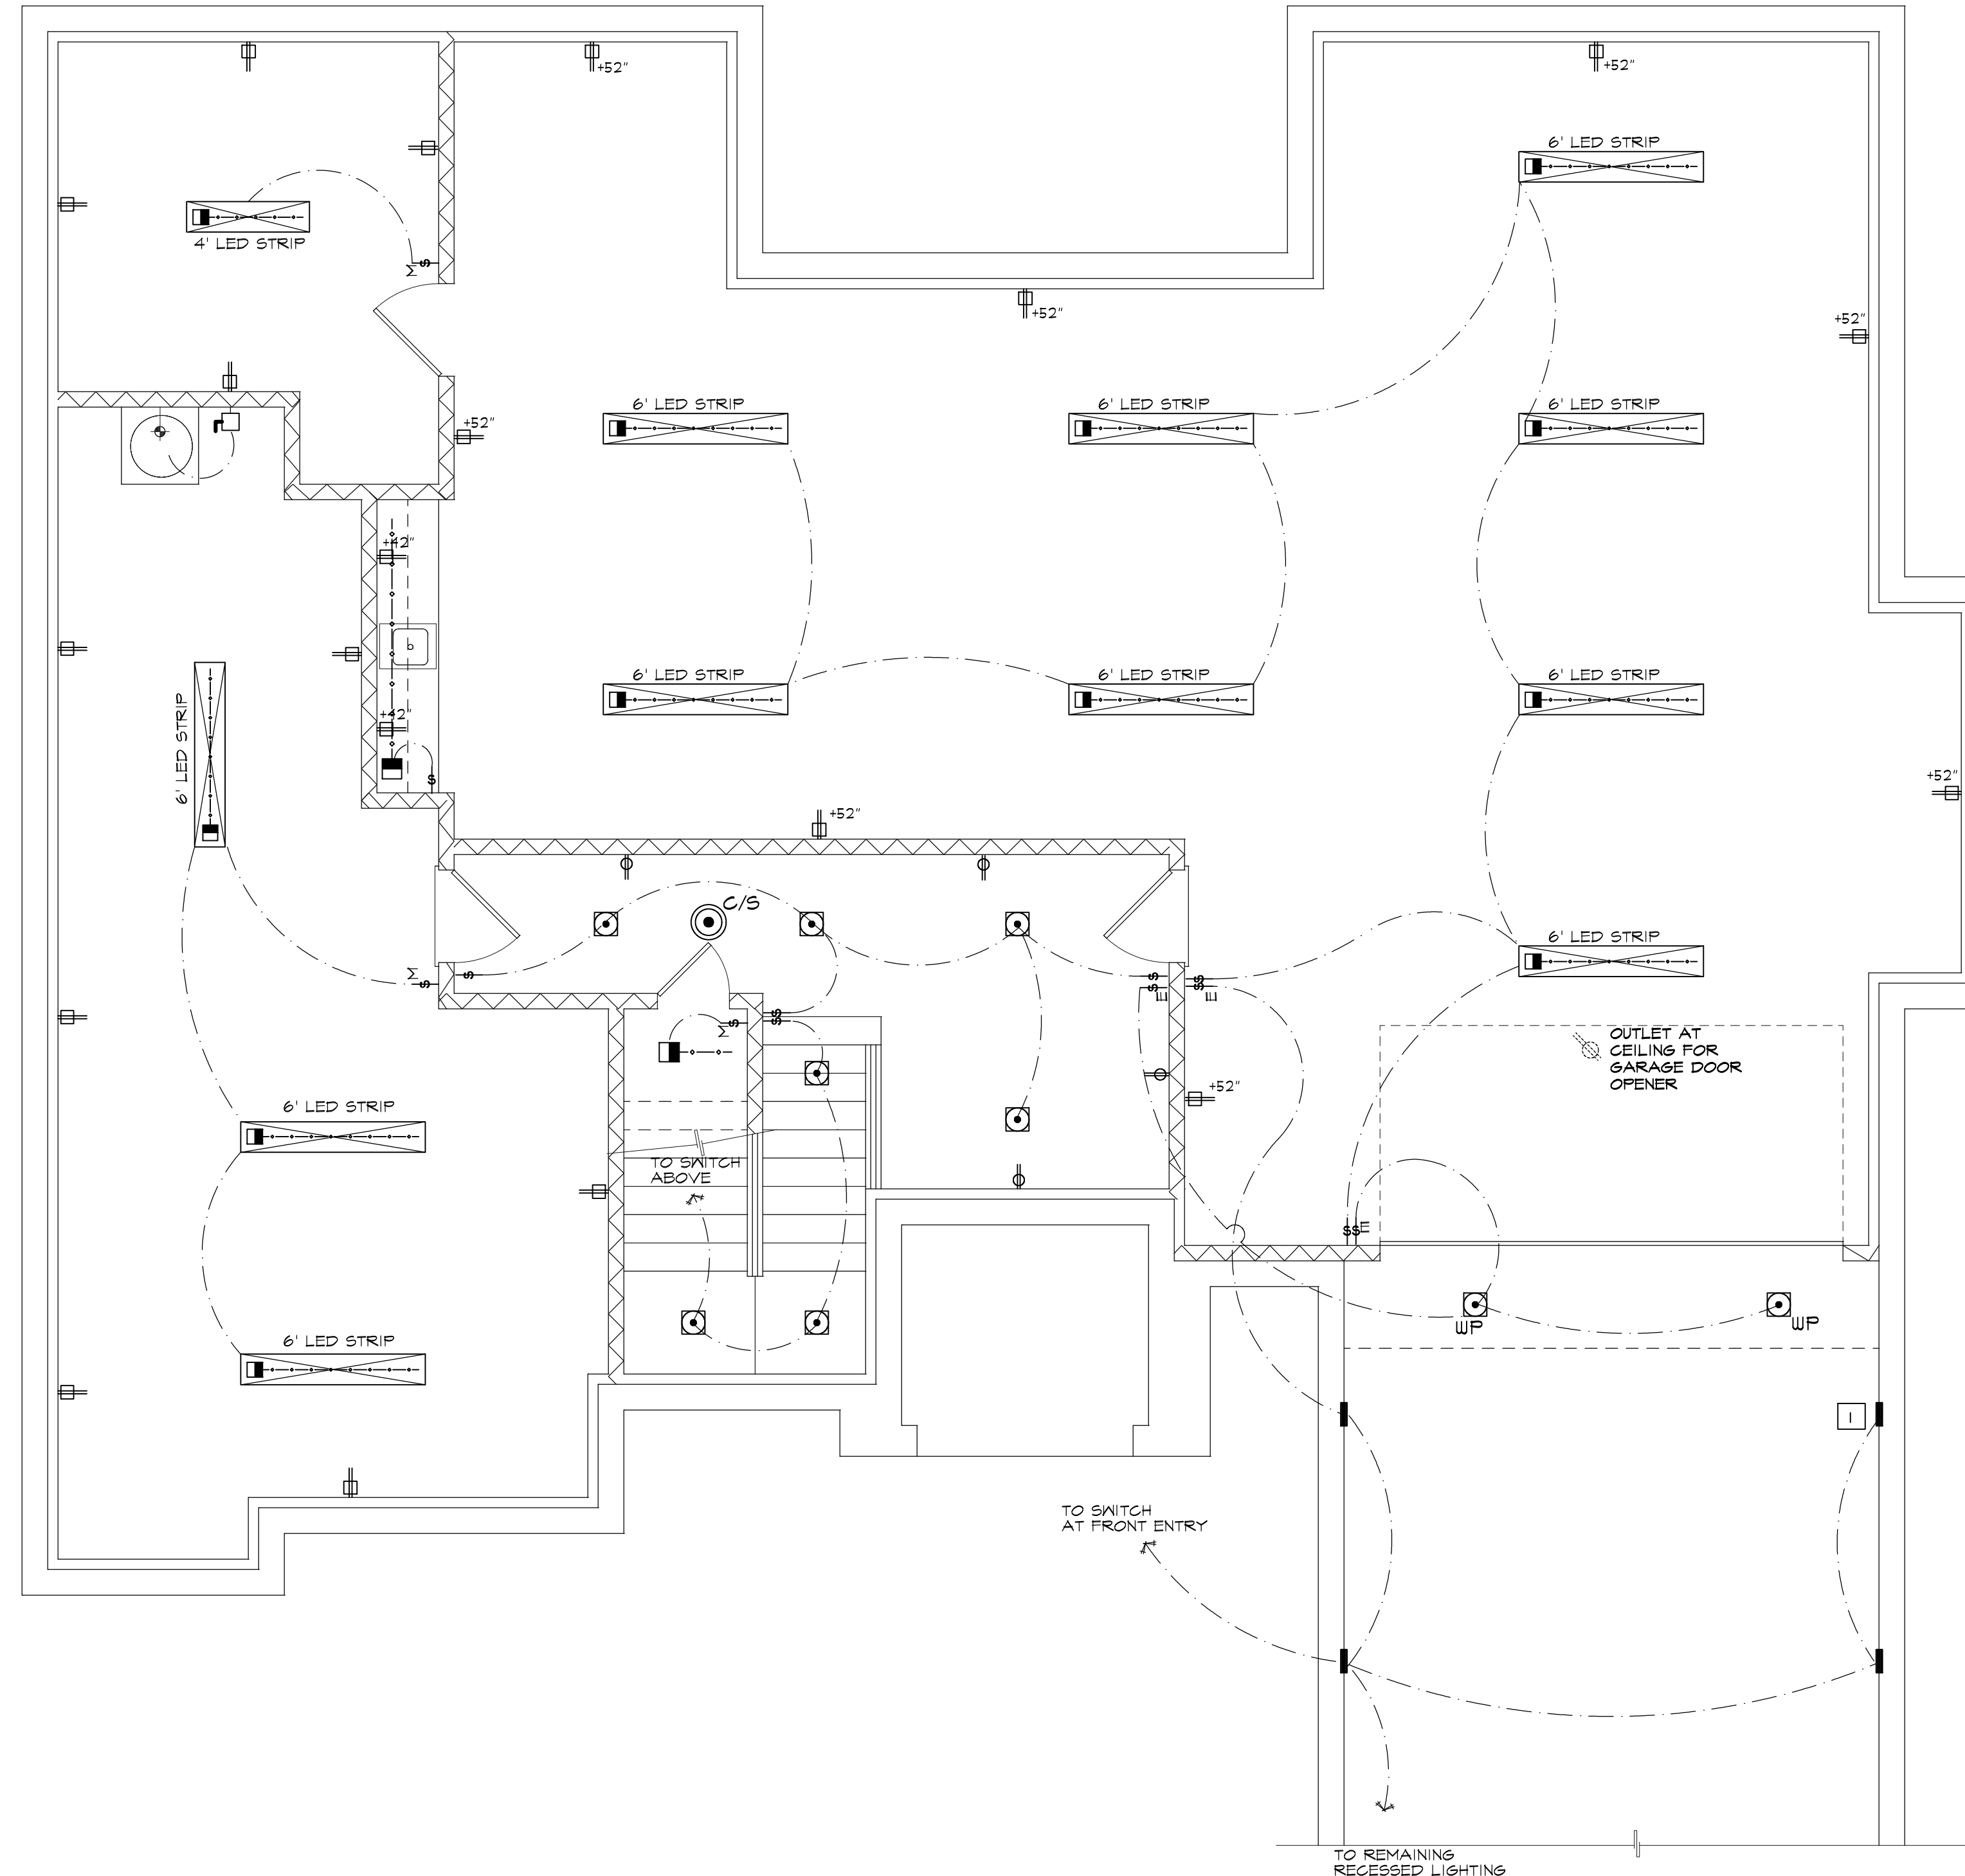 +52"
+52"
6' LED STRIP
4' LED STRIP
S
M
+52"
+52"
6' LED STRIP
6' LED STRIP
6' LED STRIP
+52"
+42"
6' LED STRIP
6' LED STRIP
6' LED STRIP
6' LED STRIP
+42"
S
+52"
+52"
C/S
6' LED STRIP
M
S
S
S
S
E
SS
E
SS
S
M
OUTLET AT
CEILING FOR
GARAGE DOOR
OPENER
+52"
6' LED STRIP
TO SWITCH
ABOVE
SS
E
WP
WP
6' LED STRIP
I
TO SWITCH
AT FRONT ENTRY
TO REMAINING
RECESSED LIGHTING